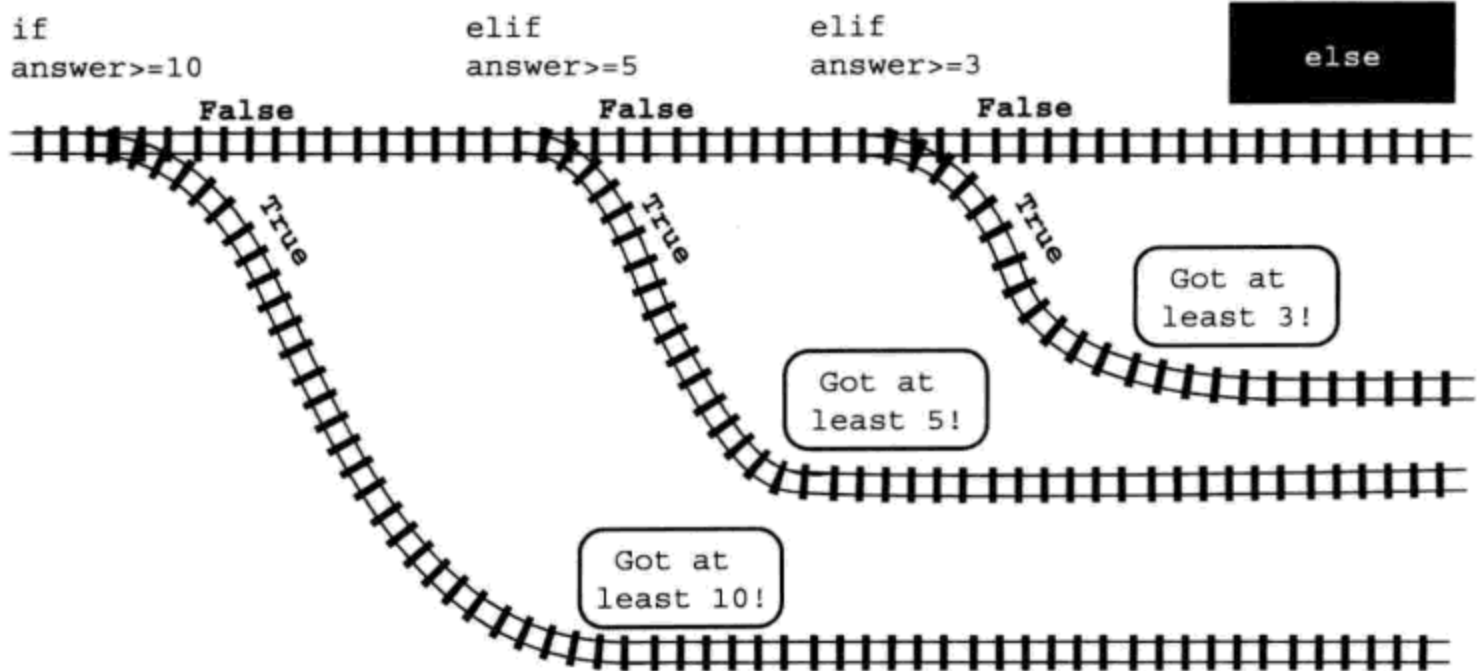 if
answer>=10
elif
answer>=5
elif
answer>=3
else
False
False
False
True
True
True
Got at
least 3!
Got at
least 5!
Got at
least 10!